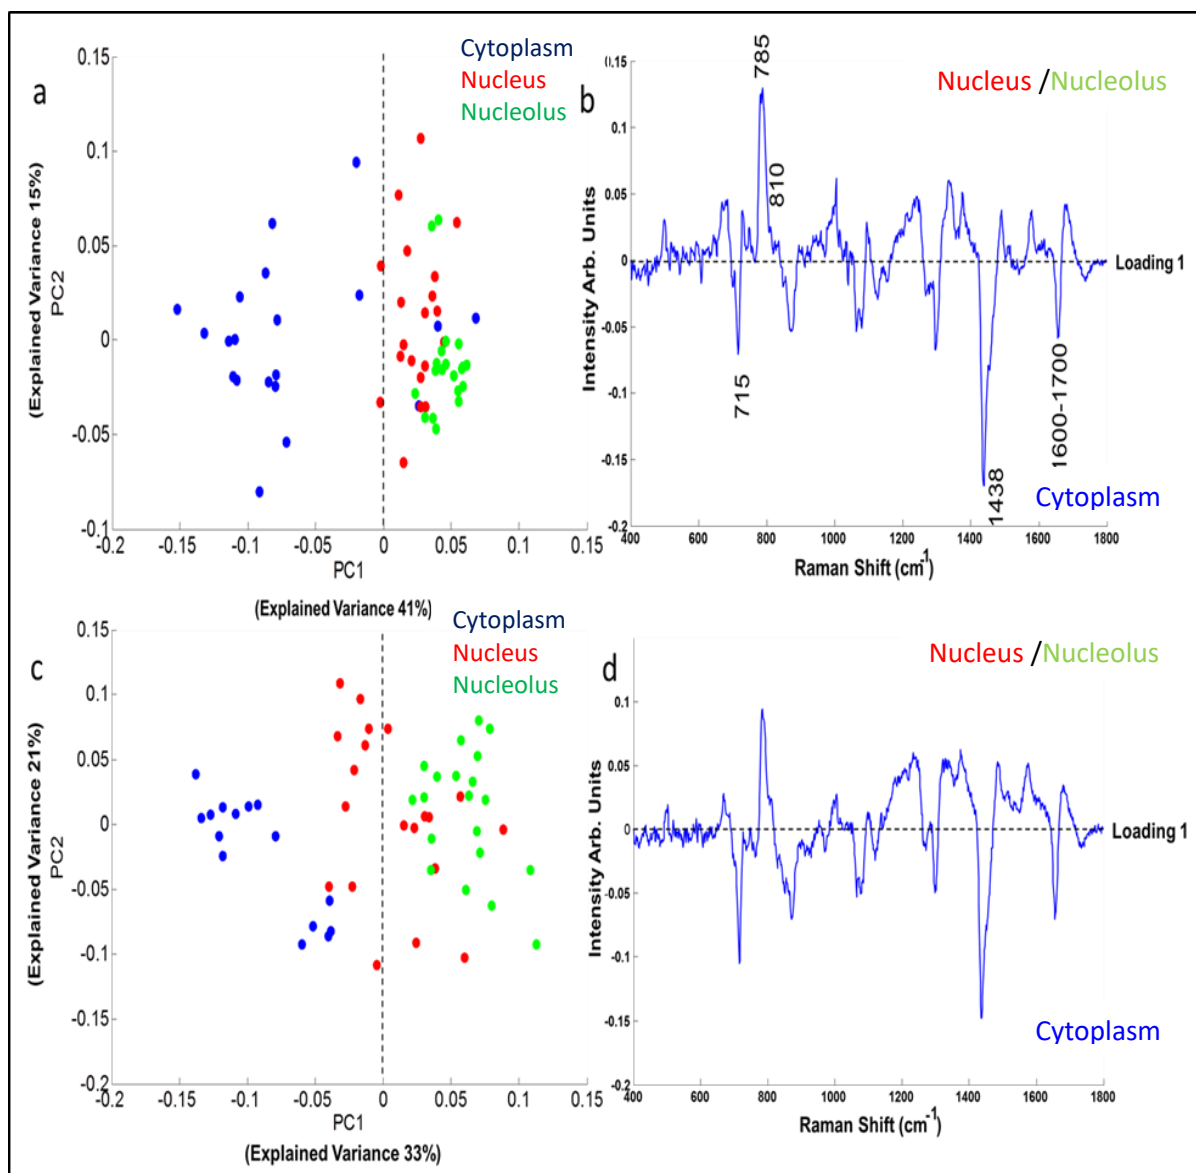 a
Cytoplasm
Nucleus
Nucleolus
0.15
0.1
0.05
0
-0.05
-0.1
(Explained Variance 15%)
PC2
-0.2
-0.15
-0.1
-0.05
0
0.05
0.1
0.15
PC1
(Explained Variance 41%)
b
Nucleus /Nucleolus
785
810
715
1438
1600-1700
Cytoplasm
Loading 1
0.15
0.1
0.05
0
-0.05
-0.1
-0.15
-0.2
Intensity Arb. Units
400
600
800
1000
1200
1400
1600
1800
Raman Shift (cm-1)
c
Cytoplasm
Nucleus
Nucleolus
0.15
0.1
0.05
0
-0.05
-0.1
-0.15
-0.2
(Explained Variance 21%)
PC2
-0.2
-0.15
-0.1
-0.05
0
0.05
0.1
0.15
PC1
(Explained Variance 33%)
d
Nucleus /Nucleolus
Cytoplasm
Loading 1
0.1
0.05
0
-0.05
-0.1
-0.15
-0.2
Intensity Arb. Units
400
600
800
1000
1200
1400
1600
1800
Raman Shift (cm-1)